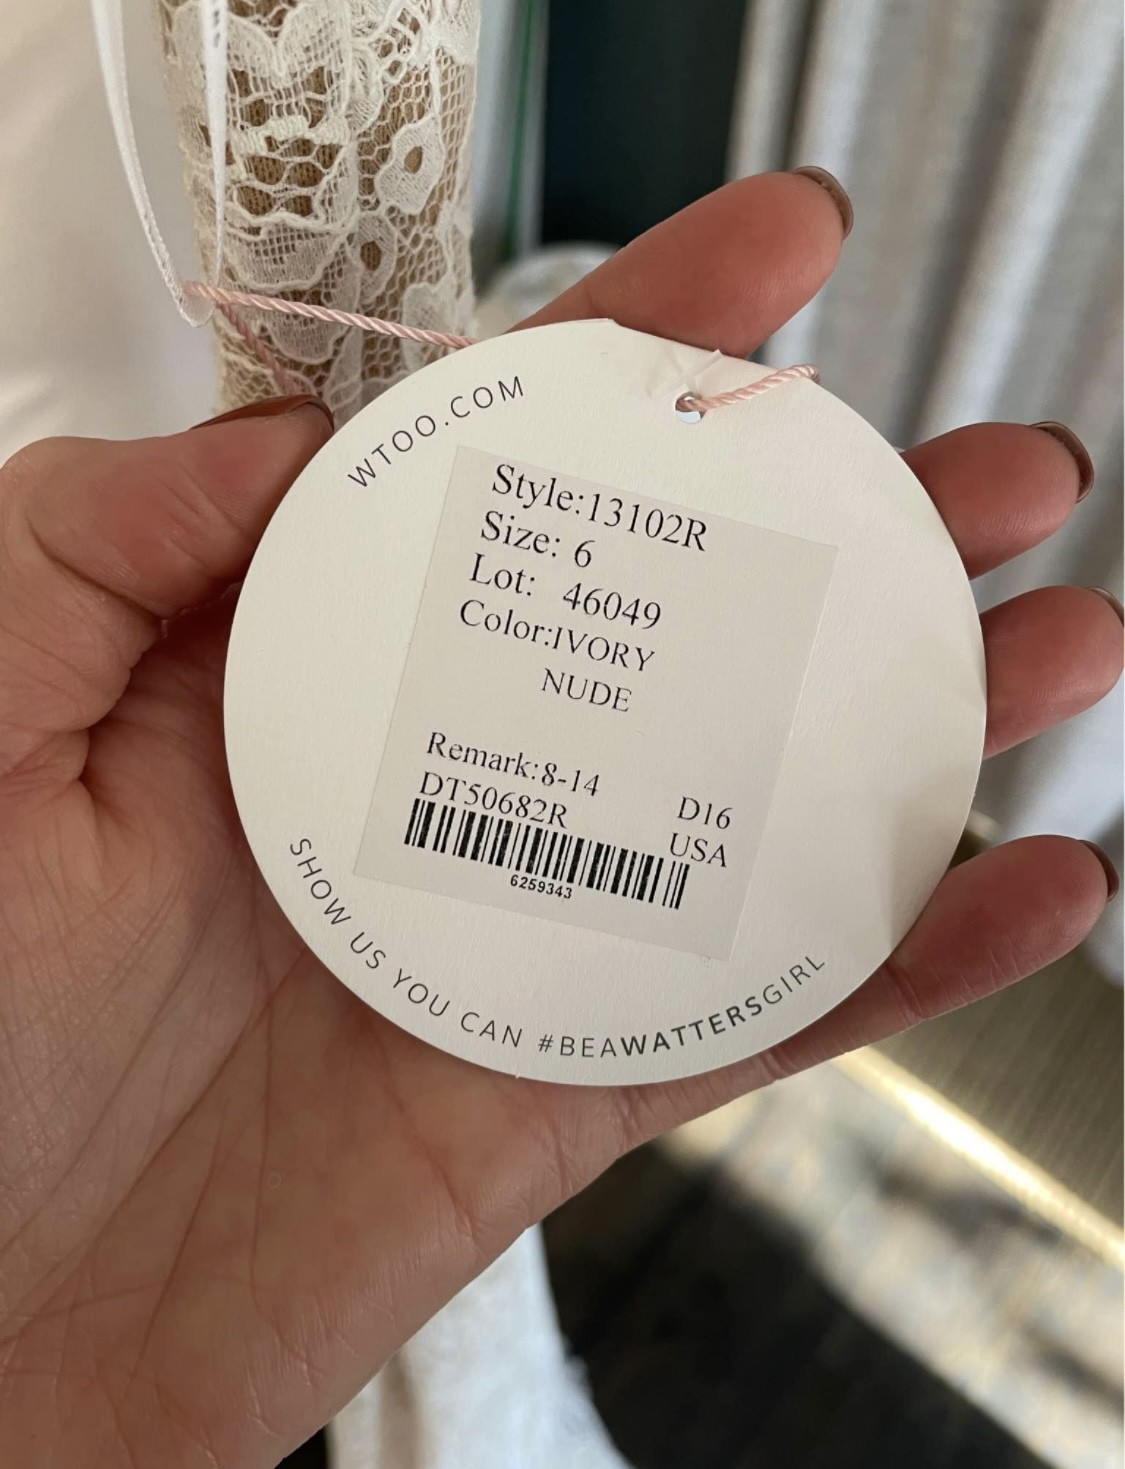 WTOO.COM
Style:13102R
Size: 6
Lot: 46049
Color:IVORY
NUDE
Remark:8-14
DT50682R D16
USA
6259343
SHOW US YOU CAN #BEAWATTERSGIRL